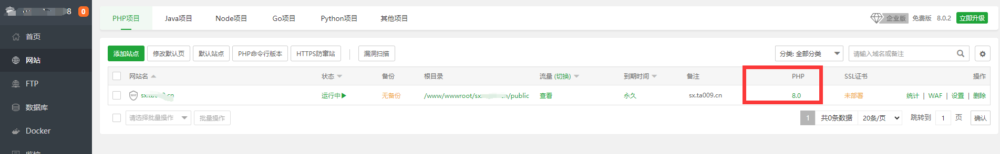 8 0
PHP项目 Java项目 Node项目 Go项目 Python项目 其他项目 企业版 免费版 8.0.2 立即升级
首页
添加站点 修改默认页 默认站点 PHP命令行版本 HTTPS防窜站 漏洞扫描 分类: 全部分类 请输入域名或备注
网站
网站名 状态 备份 根目录 流量 (切换) 到期时间 备注 PHP SSL证书 操作
FTP
WAF sx.ta009.cn 运行中 无备份 /www/wwwroot/sx. cn/public 查看 永久 sx.ta009.cn 8.0 未部署 统计 | WAF | 设置 | 删除
数据库
请选择批量操作 批量操作 1 共0条数据 20条/页 跳转到 1 页 确认
Docker
监控